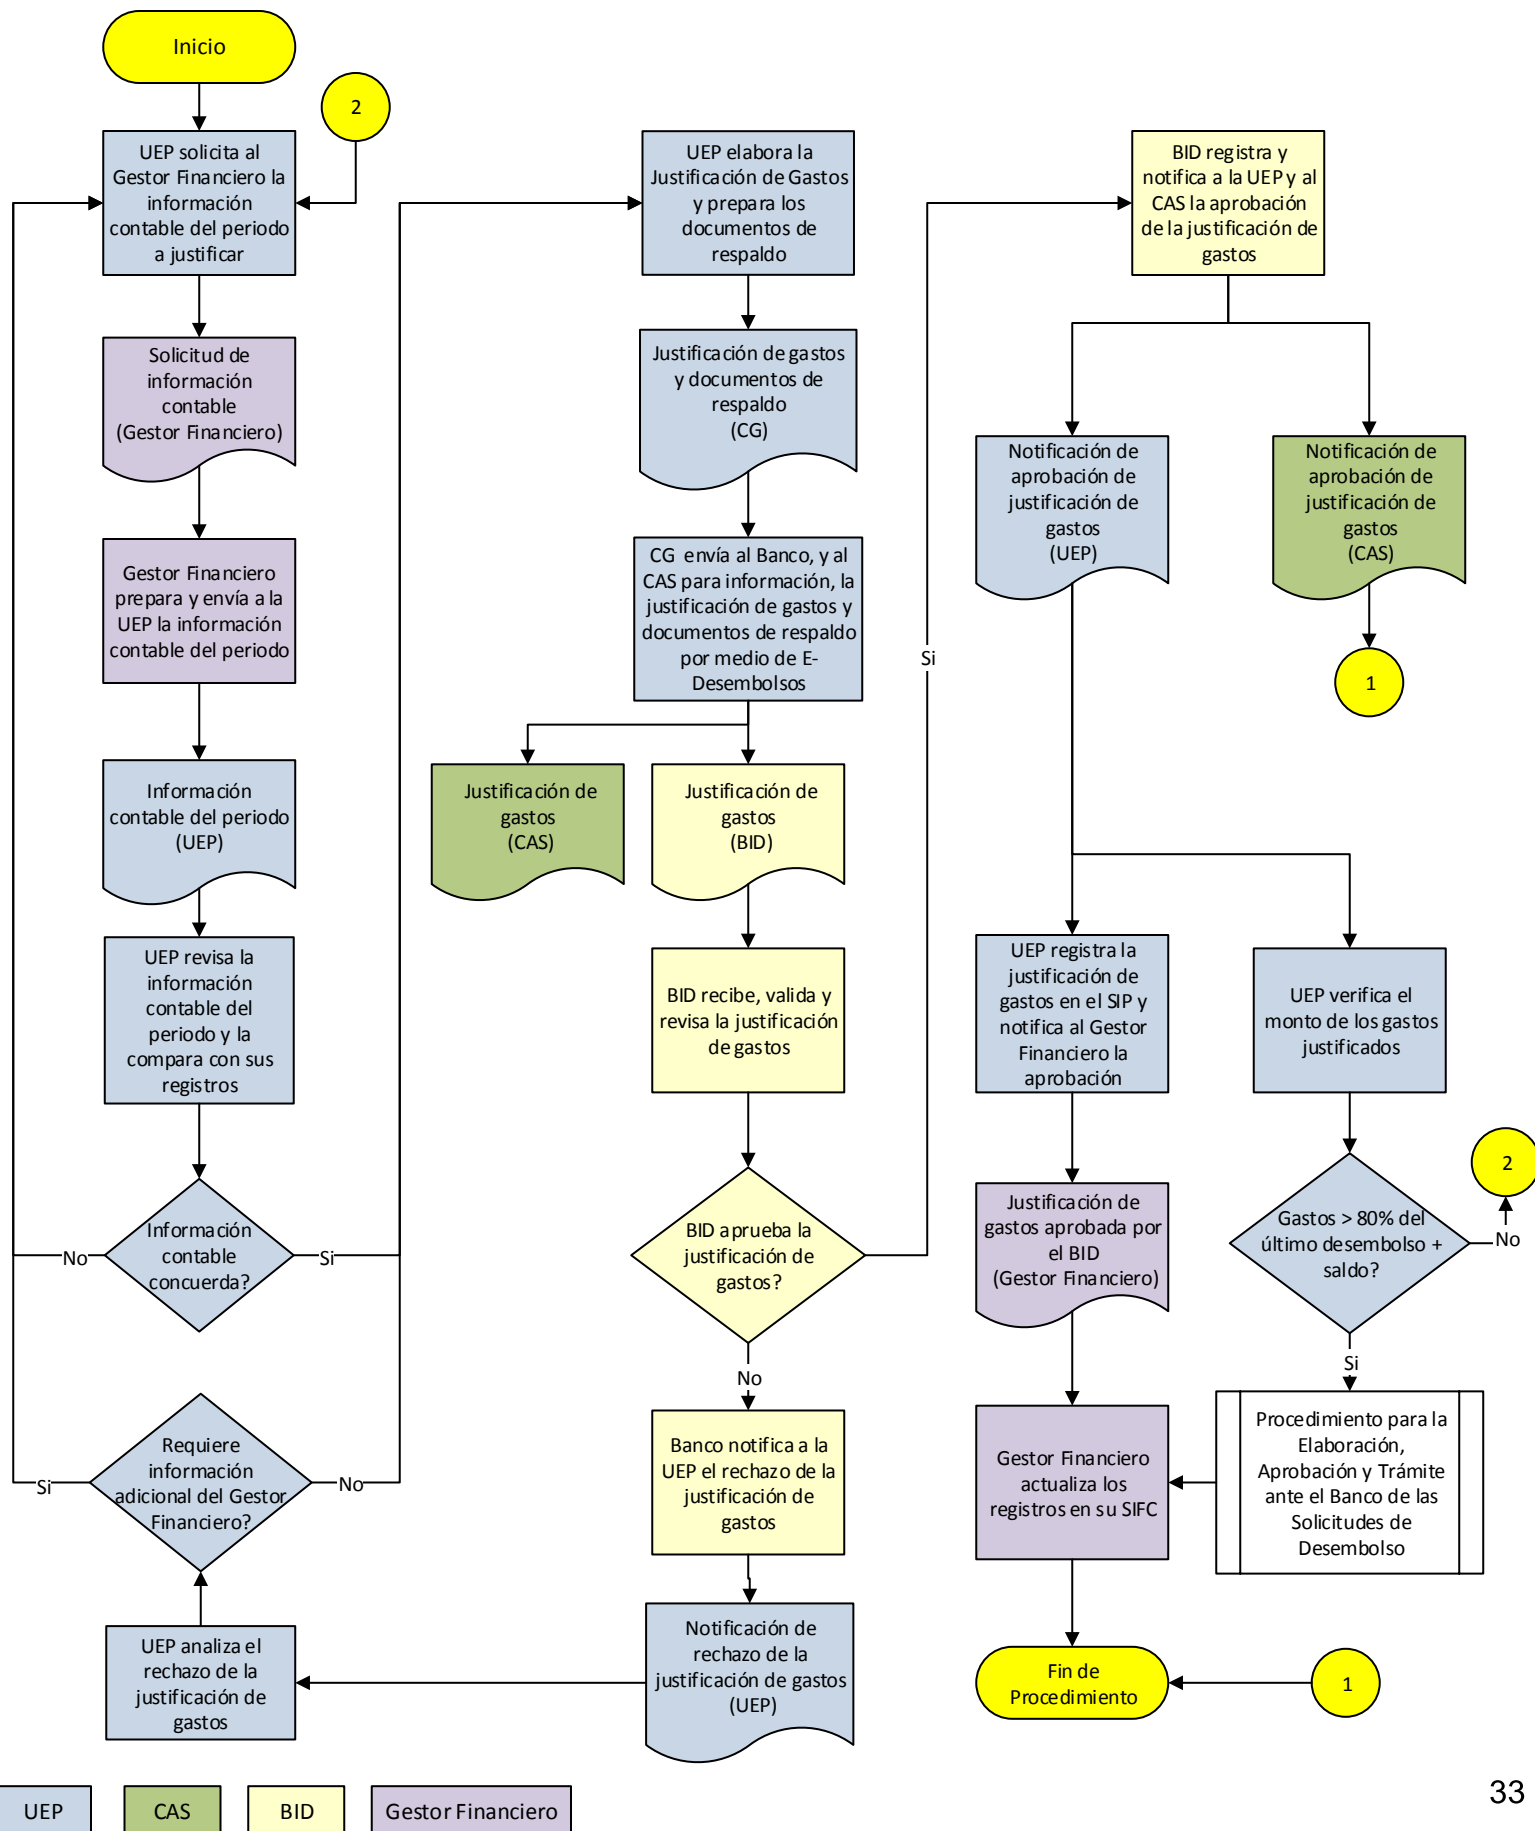 Inicio
2
UEP solicita al
Gestor Financiero la
información
contable del periodo
a justificar
Solicitud de
información
contable
(Gestor Financiero)
Gestor Financiero
prepara y envía a la
UEP la información
contable del periodo
Información
contable del periodo
(UEP)
UEP revisa la
información
contable del
periodo y la
compara con sus
registros
Información
contable
concuerda?
No
Si
Requiere
información
adicional del Gestor
Financiero?
Si
No
UEP analiza el
rechazo de la
justificación de
gastos
UEP elabora la
Justificación de Gastos
y prepara los
documentos de
respaldo
Justificación de gastos
y documentos de
respaldo
(CG)
CG envía al Banco, y al
CAS para información, la
justificación de gastos y
documentos de respaldo
por medio de E-
Desembolsos
Justificación de
gastos
(CAS)
Justificación de
gastos
(BID)
BID recibe, valida y
revisa la justificación
de gastos
BID aprueba la
justificación de
gastos?
Si
No
Banco notifica a la
UEP el rechazo de la
justificación de
gastos
Notificación de
rechazo de la
justificación de gastos
(UEP)
BID registra y
notifica a la UEP y al
CAS la aprobación
de la justificación de
gastos
Notificación de
aprobación de
justificación de
gastos
(UEP)
Notificación de
aprobación de
justificación de
gastos
(CAS)
1
UEP registra la
justificación de
gastos en el SIP y
notifica al Gestor
Financiero la
aprobación
UEP verifica el
monto de los gastos
justificados
2
Justificación de
gastos aprobada por
el BID
(Gestor Financiero)
Gastos > 80% del
último desembolso +
saldo?
No
Si
Gestor Financiero
actualiza los
registros en su SIFC
Procedimiento para la
Elaboración,
Aprobación y Trámite
ante el Banco de las
Solicitudes de
Desembolso
Fin de
Procedimiento
1
UEP
CAS
BID
Gestor Financiero
33